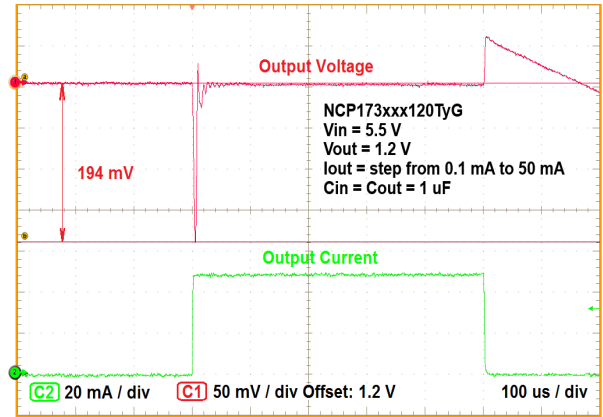 Output Voltage
NCP173xxx120TyG
Vin = 5.5 V
Vout = 1.2 V
Iout = step from 0.1 mA to 50 mA
Cin = Cout = 1 uF
194 mV
Output Current
C2 20 mA / div C1 50 mV / div Offset: 1.2 V 100 us / div
1
a
b
2